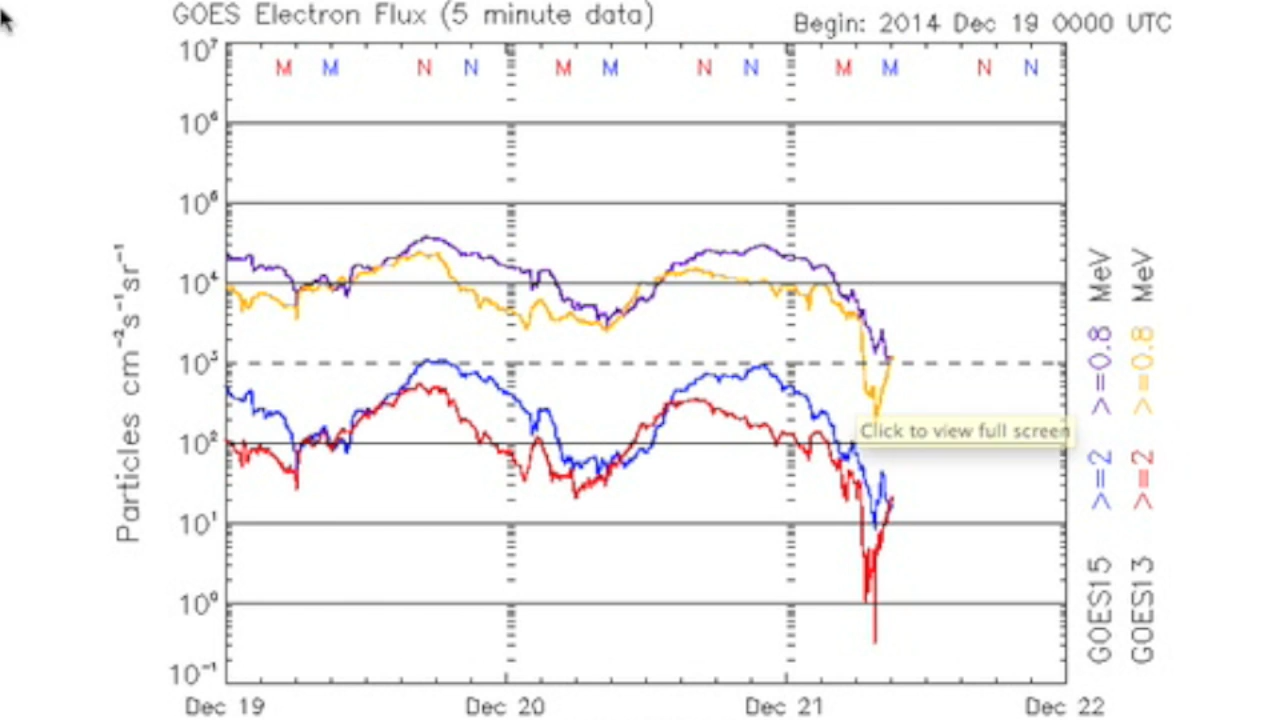 GOES Electron Flux (5 minute data)
Begin: 2014 Dec 19 0000 UTC
10⁷
M M N N M M N N M M N N
10⁶
10⁵
10⁴
10³
10²
10¹
10⁰
10⁻¹
Particles cm⁻²s⁻¹sr⁻¹
Click to view full screen
Dec 19 Dec 20 Dec 21 Dec 22
GOES15 >=2 >=0.8 MeV
GOES13 >=2 >=0.8 MeV